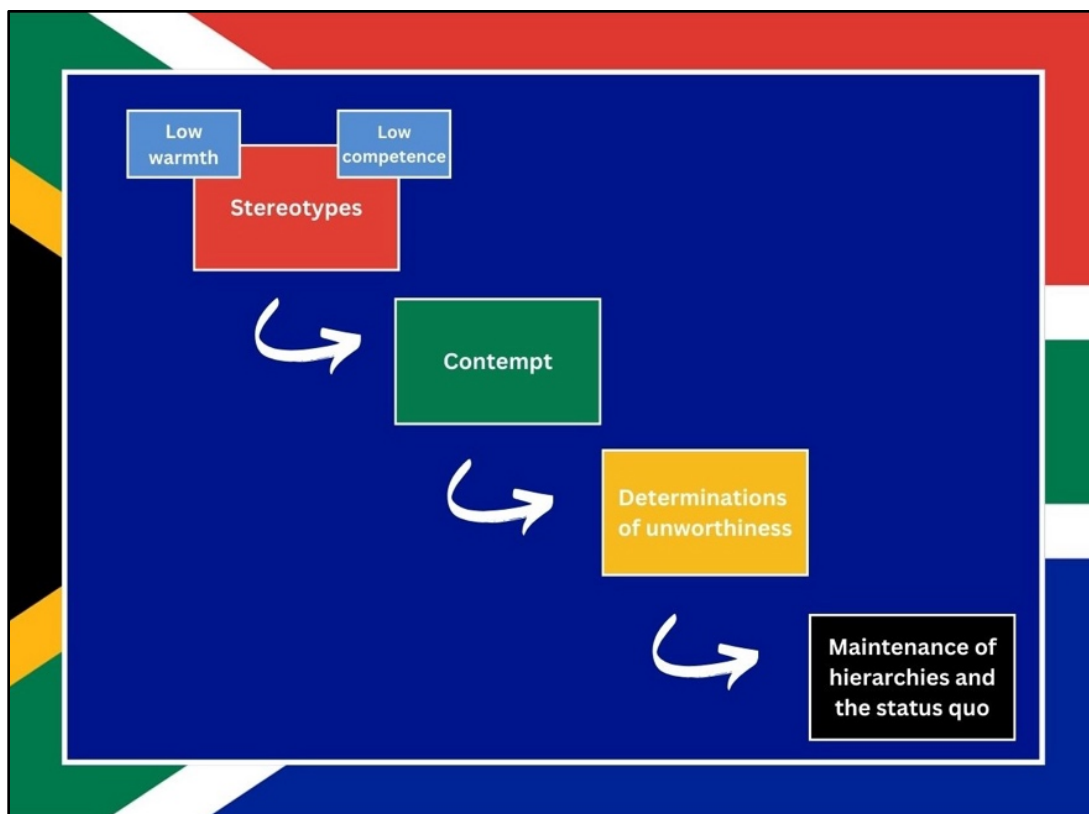 Low
warmth
Low
competence
Stereotypes
Contempt
Determinations
of unworthiness
Maintenance of
hierarchies and
the status quo